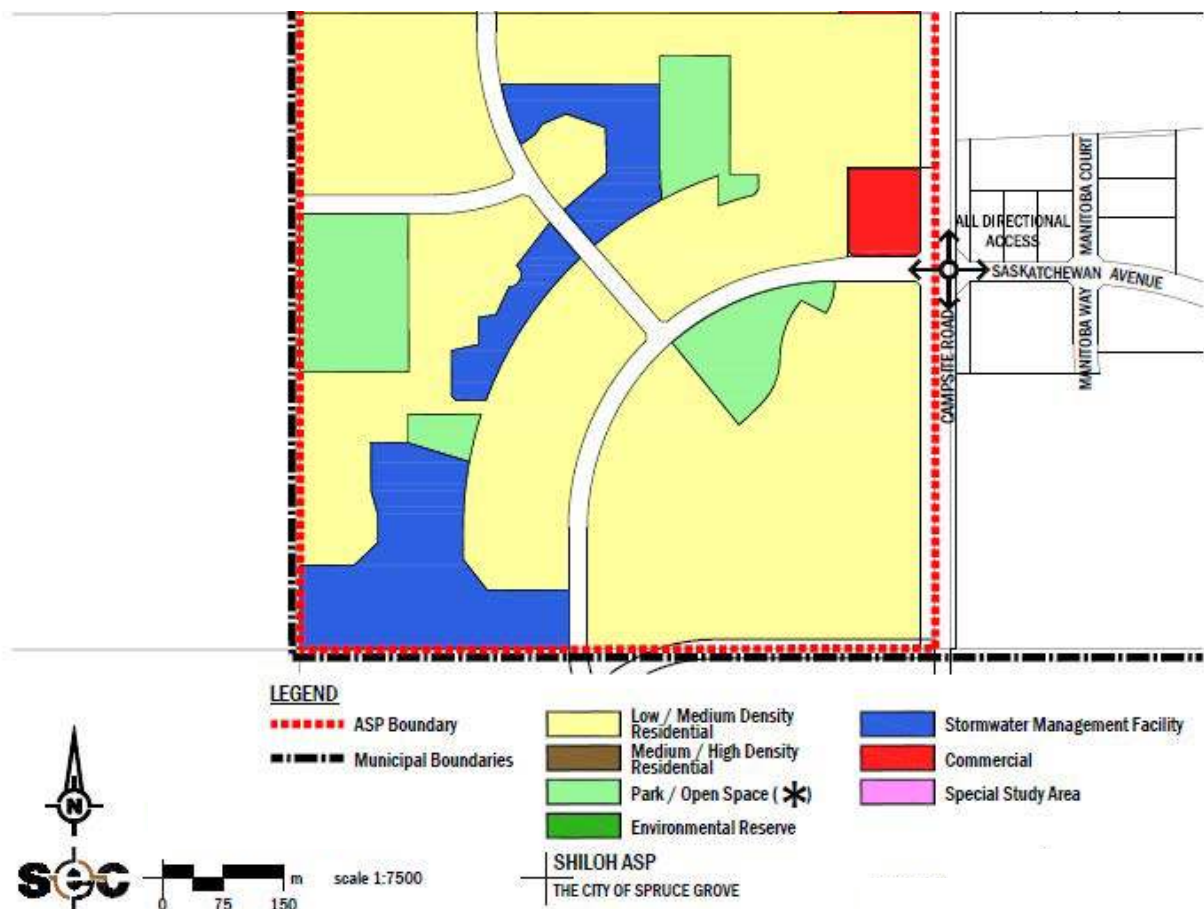 ALL DIRECTIONAL
ACCESS
MANITOBA COURT
SASKATCHEWAN AVENUE
MANITOBA WAY
CAMPSITE ROAD
LEGEND
ASP Boundary
Municipal Boundaries
Low / Medium Density
Residential
Medium / High Density
Residential
Park / Open Space ( * )
Environmental Reserve
Stormwater Management Facility
Commercial
Special Study Area
N
sec
0 75 150 m
scale 1:7500
SHILOH ASP
THE CITY OF SPRUCE GROVE